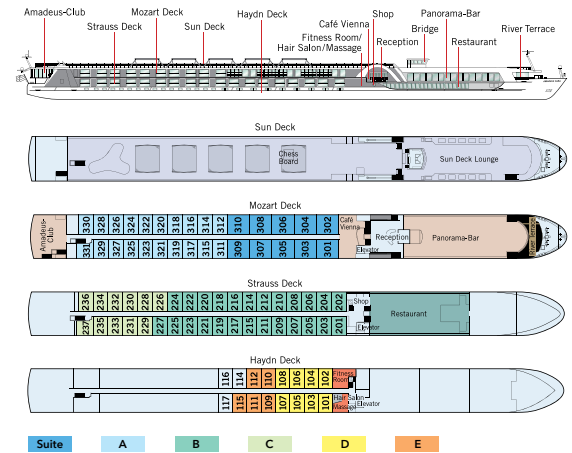 Amadeus-Club
Strauss Deck
Mozart Deck
Sun Deck
Haydn Deck
Café Vienna
Fitness Room/
Hair Salon/Massage
Shop
Reception
Bridge
Panorama-Bar
Restaurant
River Terrace
Sun Deck
Chess
Board
Sun Deck Lounge
Mozart Deck
Amadeus-
Club
330 328 326 324 322 320 318 316 314 312 310 308 306 304 302
331 329 327 325 323 321 319 317 315 311 309 307 305 303 301
Café
Vienna
Elevator
Reception
Panorama-Bar
River Terrace
Strauss Deck
236 234 232 230 228 226 224 222 220 218 216 214 212 210 208 206 204 202
237 235 233 231 229 227 225 223 221 219 217 215 211 209 207 205 203 201
Shop
Elevator
Restaurant
Haydn Deck
116 114 112 110 108 106 104 102
117 115 111 109 107 105 103 101
Fitness
Room
Hair Salon
Massage
Elevator
Suite A B C D E